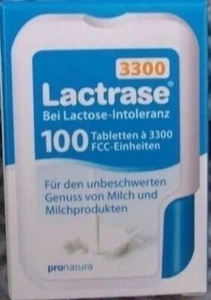 3300
Lactrase®
Bei Lactose-Intoleranz
100 Tabletten à 3300
FCC-Einheiten
Für den unbeschwerten
Genuss von Milch und
Milchprodukten
pronatura